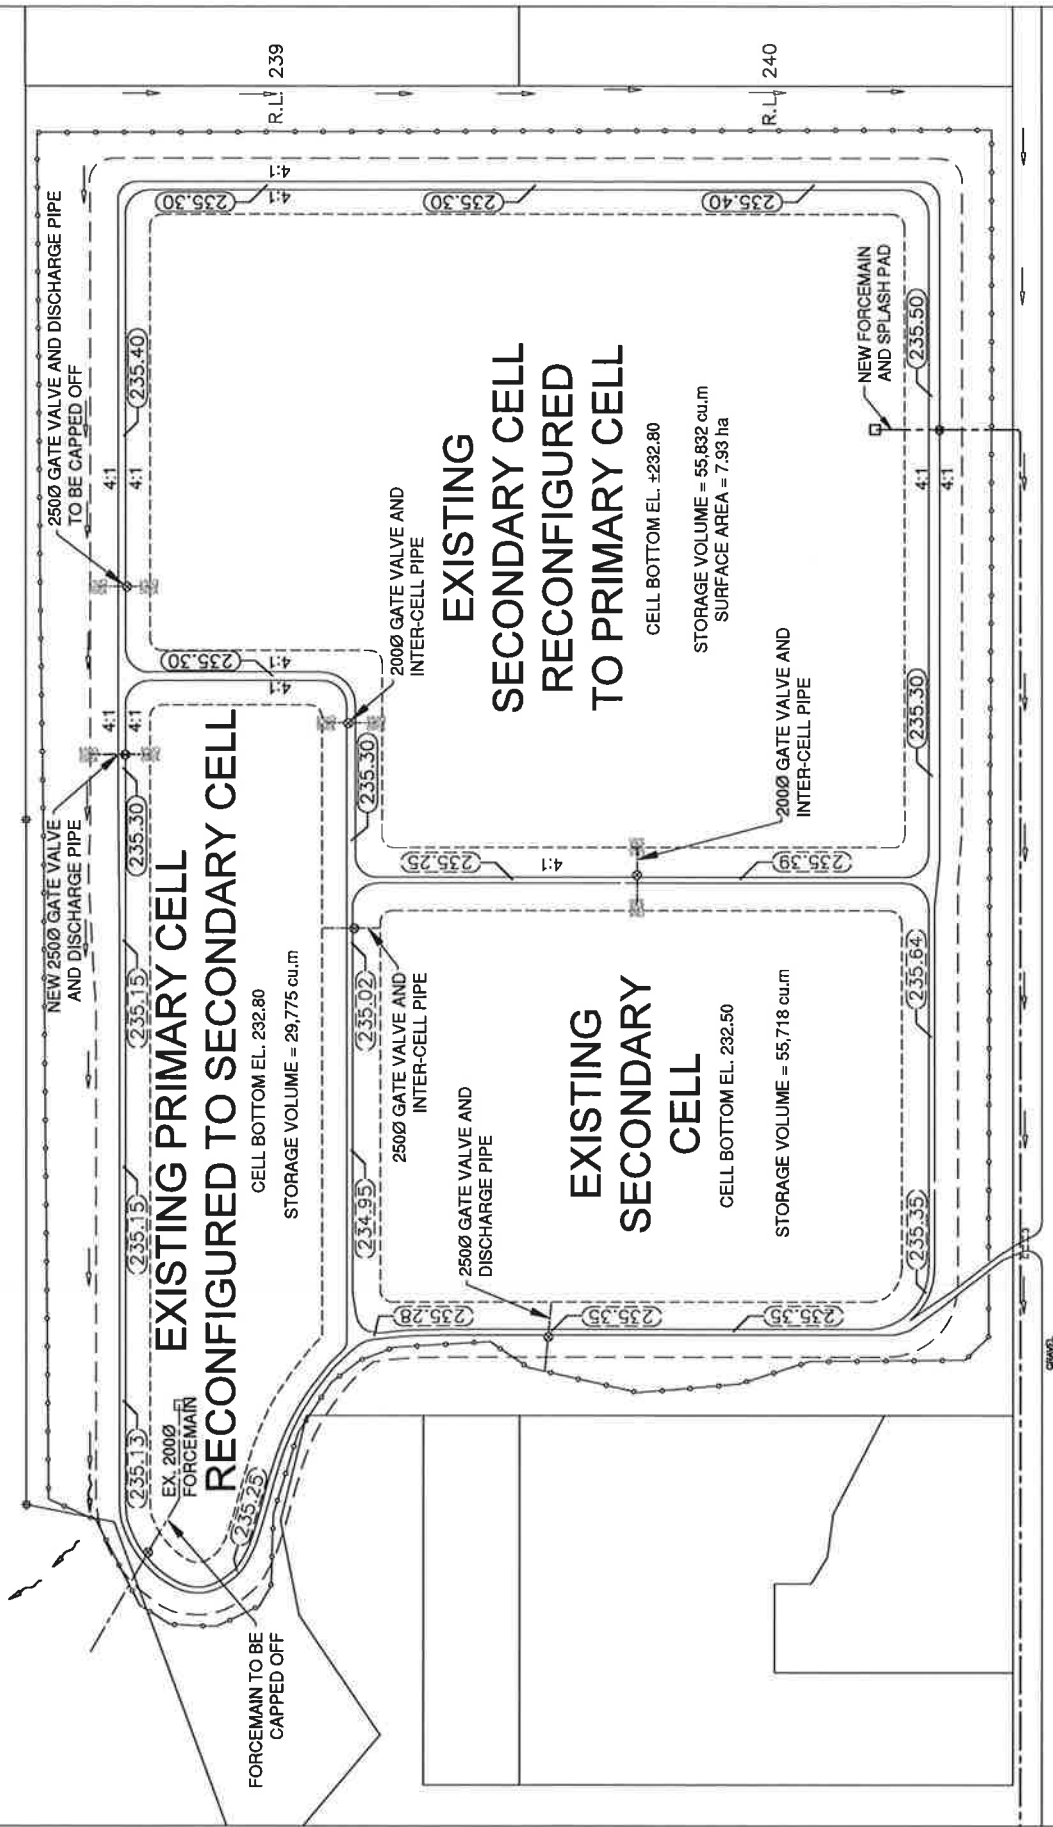 R.L. 239
R.L. 240
250Ø GATE VALVE AND DISCHARGE PIPE
TO BE CAPPED OFF
NEW 250Ø GATE VALVE
AND DISCHARGE PIPE
4:1
4:1
4:1
4:1
235.13
235.15
235.15
235.30
235.40
235.30
4:1
4:1
EX. 200Ø
FORCEMAIN
EXISTING PRIMARY CELL
RECONFIGURED TO SECONDARY CELL
CELL BOTTOM EL. 232.80
STORAGE VOLUME = 29,775 cu.m
235.30
4:1
4:1
235.25
FORCEMAIN TO BE
CAPPED OFF
234.95
235.02
235.30
250Ø GATE VALVE AND
INTER-CELL PIPE
200Ø GATE VALVE AND
INTER-CELL PIPE
235.28
235.25
235.30
250Ø GATE VALVE AND
DISCHARGE PIPE
EXISTING
SECONDARY CELL
RECONFIGURED
TO PRIMARY CELL
CELL BOTTOM EL. ±232.80
STORAGE VOLUME = 55,832 cu.m
SURFACE AREA = 7.93 ha
4:1
235.35
EXISTING
SECONDARY
CELL
CELL BOTTOM EL. 232.50
STORAGE VOLUME = 55,718 cu.m
200Ø GATE VALVE AND
INTER-CELL PIPE
235.39
235.40
235.35
NEW FORCEMAIN
AND SPLASH PAD
235.35
235.64
235.30
235.50
4:1
4:1
GRAVEL